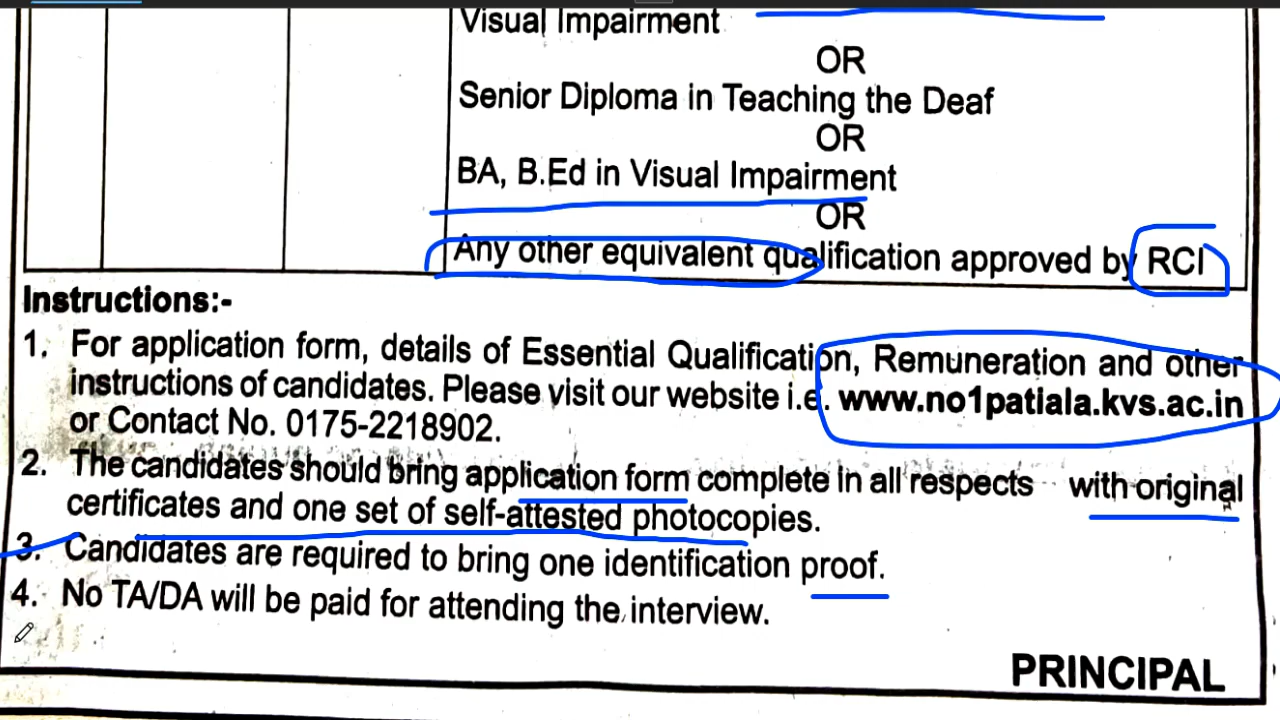 Visual Impairment
OR
Senior Diploma in Teaching the Deaf
OR
BA, B.Ed in Visual Impairment
OR
Any other equivalent qualification approved by RCI
Instructions:-
1. For application form, details of Essential Qualification, Remuneration and other
instructions of candidates. Please visit our website i.e. www.no1patiala.kvs.ac.in
or Contact No. 0175-2218902.
2. The candidates should bring application form complete in all respects with original
certificates and one set of self-attested photocopies.
3. Candidates are required to bring one identification proof.
4. No TA/DA will be paid for attending the interview.
PRINCIPAL